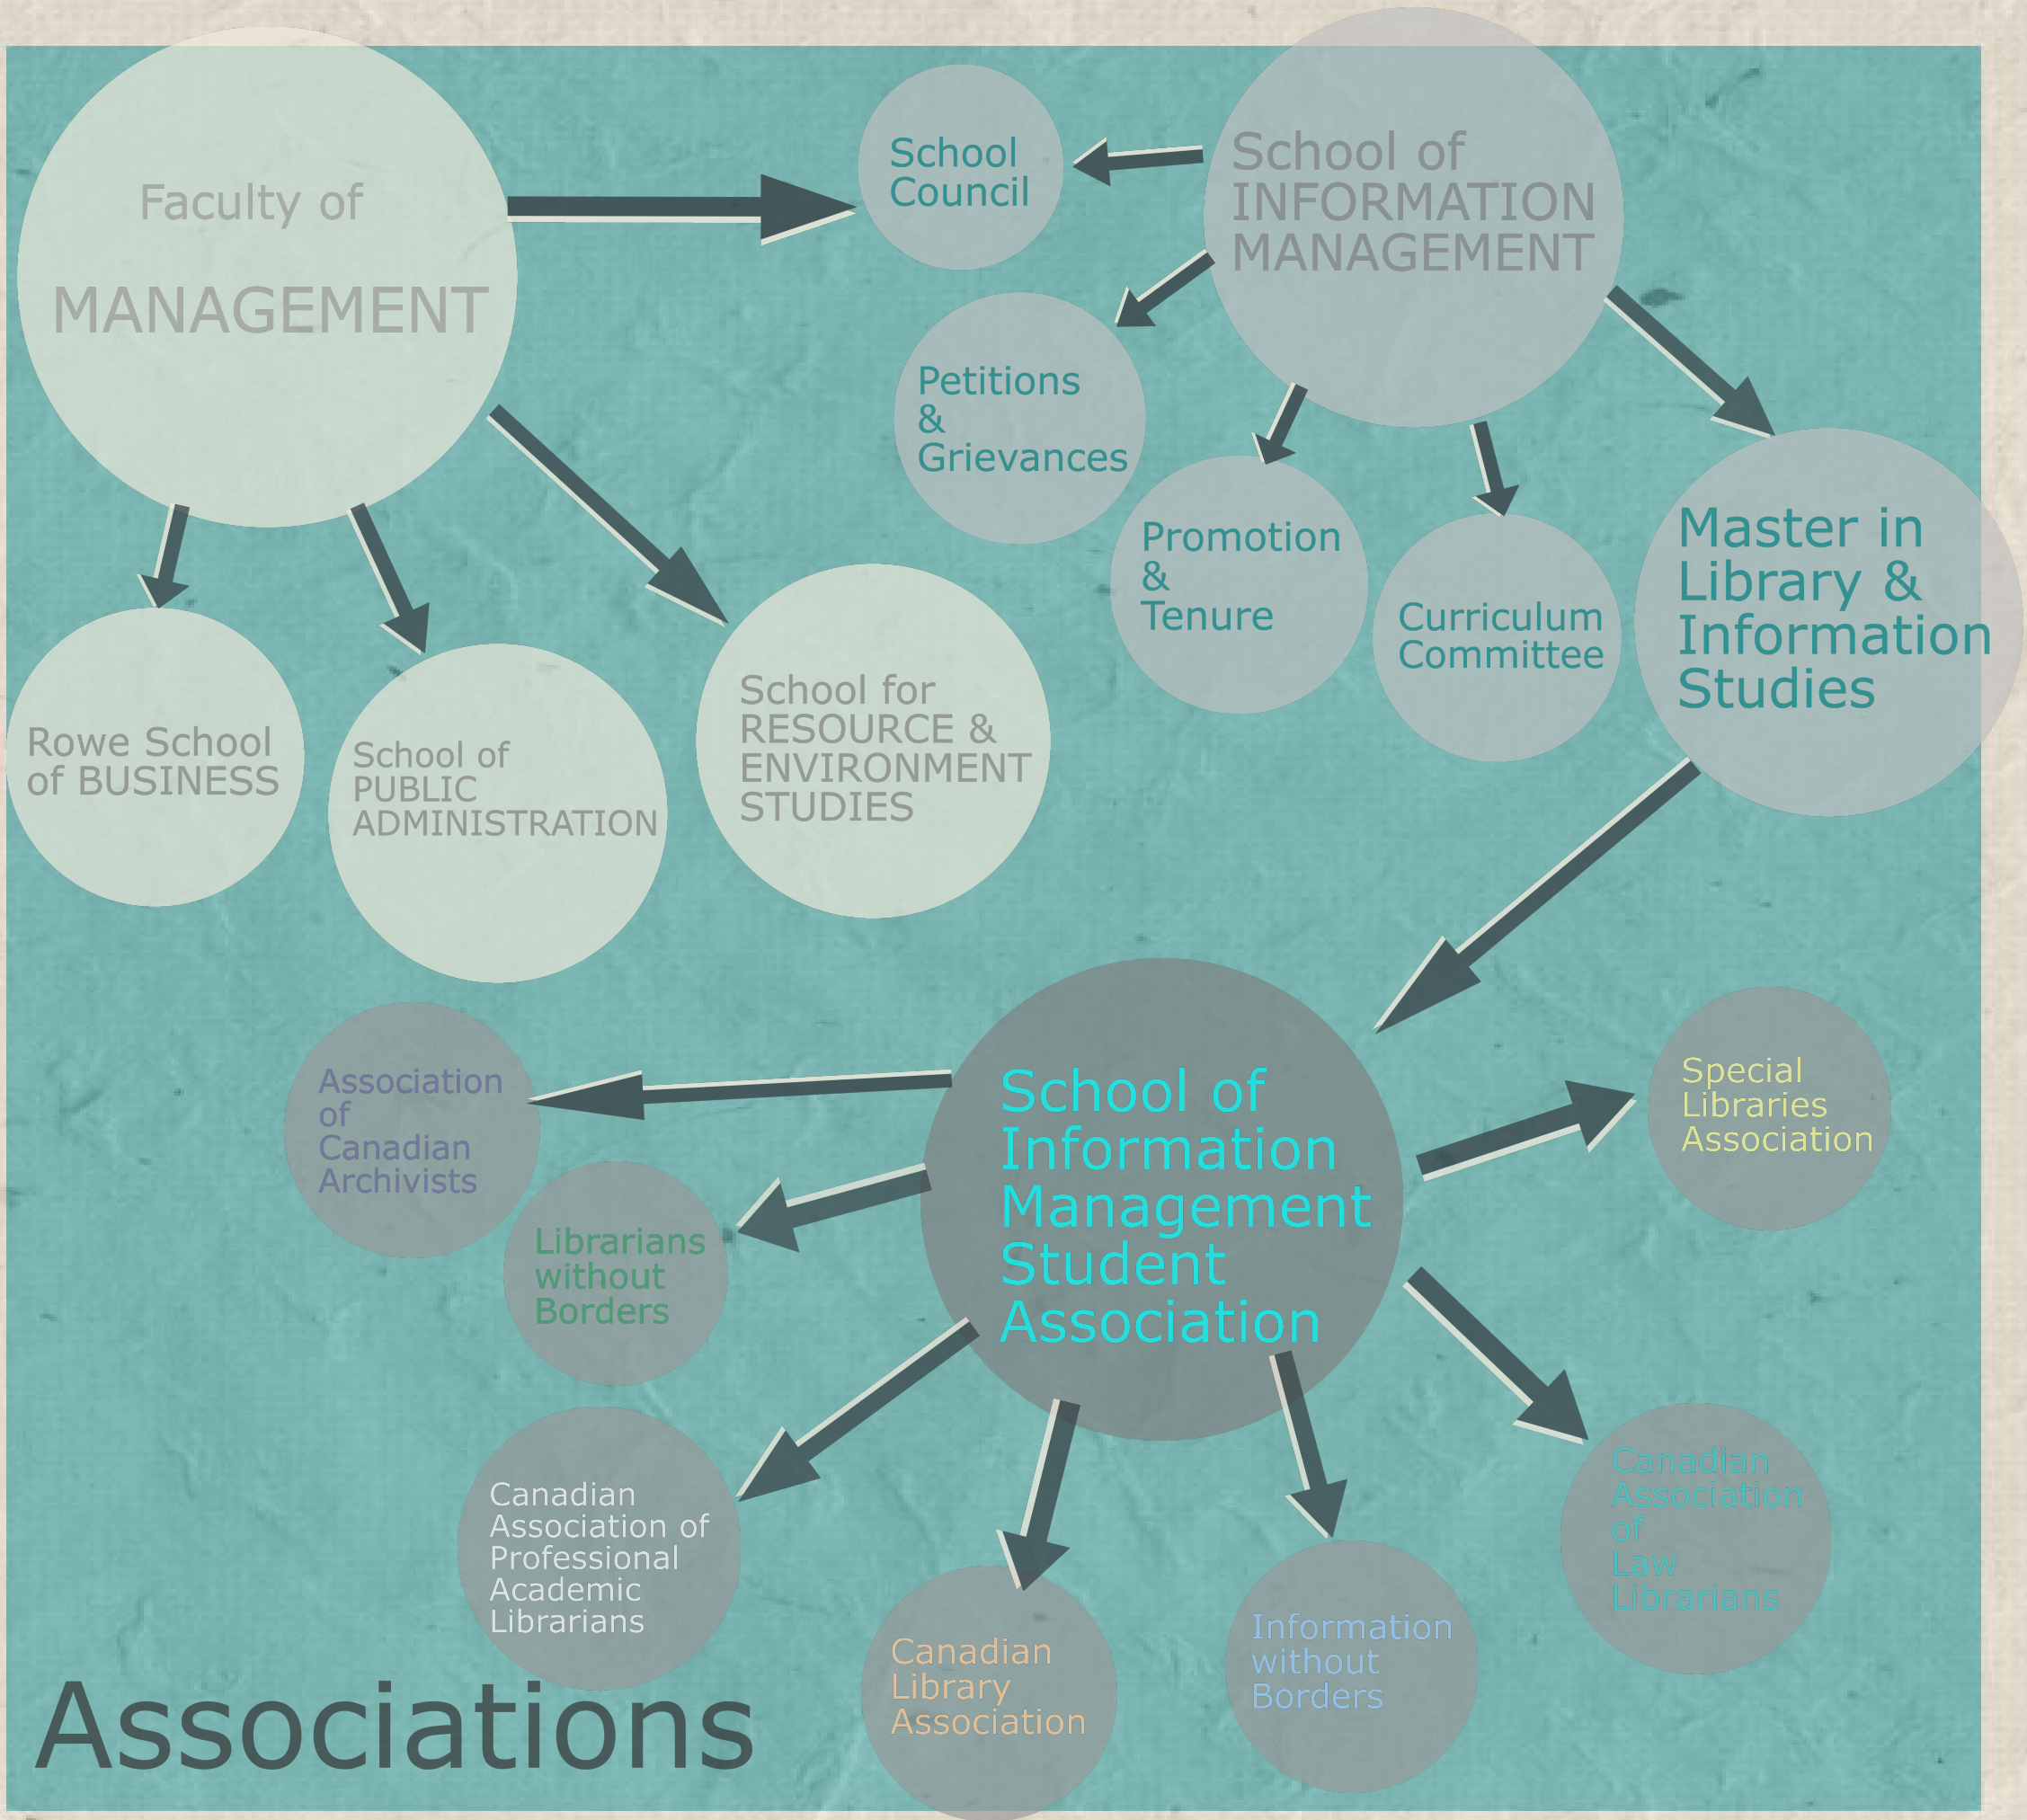 Faculty of
MANAGEMENT
School
Council
School of
INFORMATION
MANAGEMENT
Petitions
&
Grievances
Promotion
&
Tenure
Curriculum
Committee
Master in
Library &
Information
Studies
Rowe School
of BUSINESS
School of
PUBLIC
ADMINISTRATION
School for
RESOURCE &
ENVIRONMENT
STUDIES
School of
Information
Management
Student
Association
Association
of
Canadian
Archivists
Librarians
without
Borders
Special
Libraries
Association
Canadian
Association of
Professional
Academic
Librarians
Canadian
Library
Association
Information
without
Borders
Canadian
Association
of
Law
Librarians
Associations